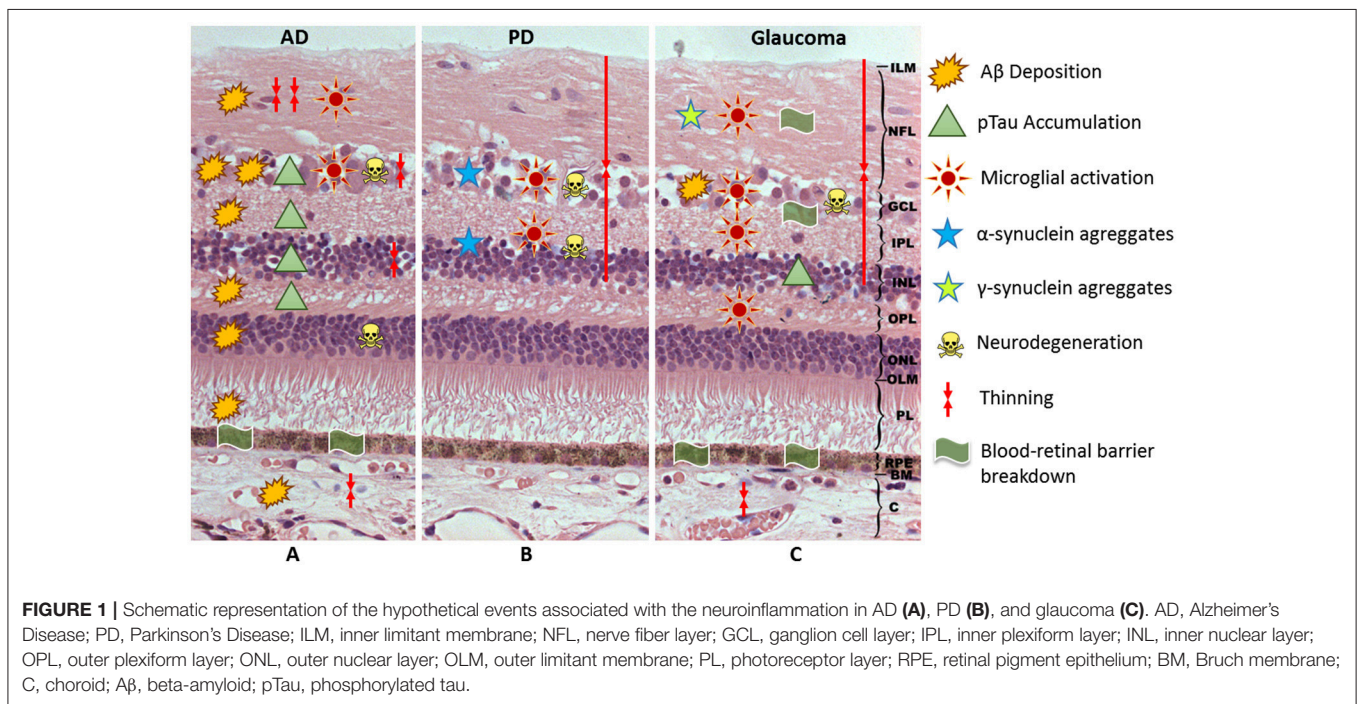 AD
PD
Glaucoma
ILM
NFL
GCL
IPL
INL
OPL
ONL
OLM
PL
RPE
BM
C
Aβ Deposition
pTau Accumulation
Microglial activation
α-synuclein agreggates
γ-synuclein agreggates
Neurodegeneration
Thinning
Blood-retinal barrier
breakdown
A
B
C
FIGURE 1 | Schematic representation of the hypothetical events associated with the neuroinflammation in AD (A), PD (B), and glaucoma (C). AD, Alzheimer's
Disease; PD, Parkinson's Disease; ILM, inner limitant membrane; NFL, nerve fiber layer; GCL, ganglion cell layer; IPL, inner plexiform layer; INL, inner nuclear layer;
OPL, outer plexiform layer; ONL, outer nuclear layer; OLM, outer limitant membrane; PL, photoreceptor layer; RPE, retinal pigment epithelium; BM, Bruch membrane;
C, choroid; Aβ, beta-amyloid; pTau, phosphorylated tau.